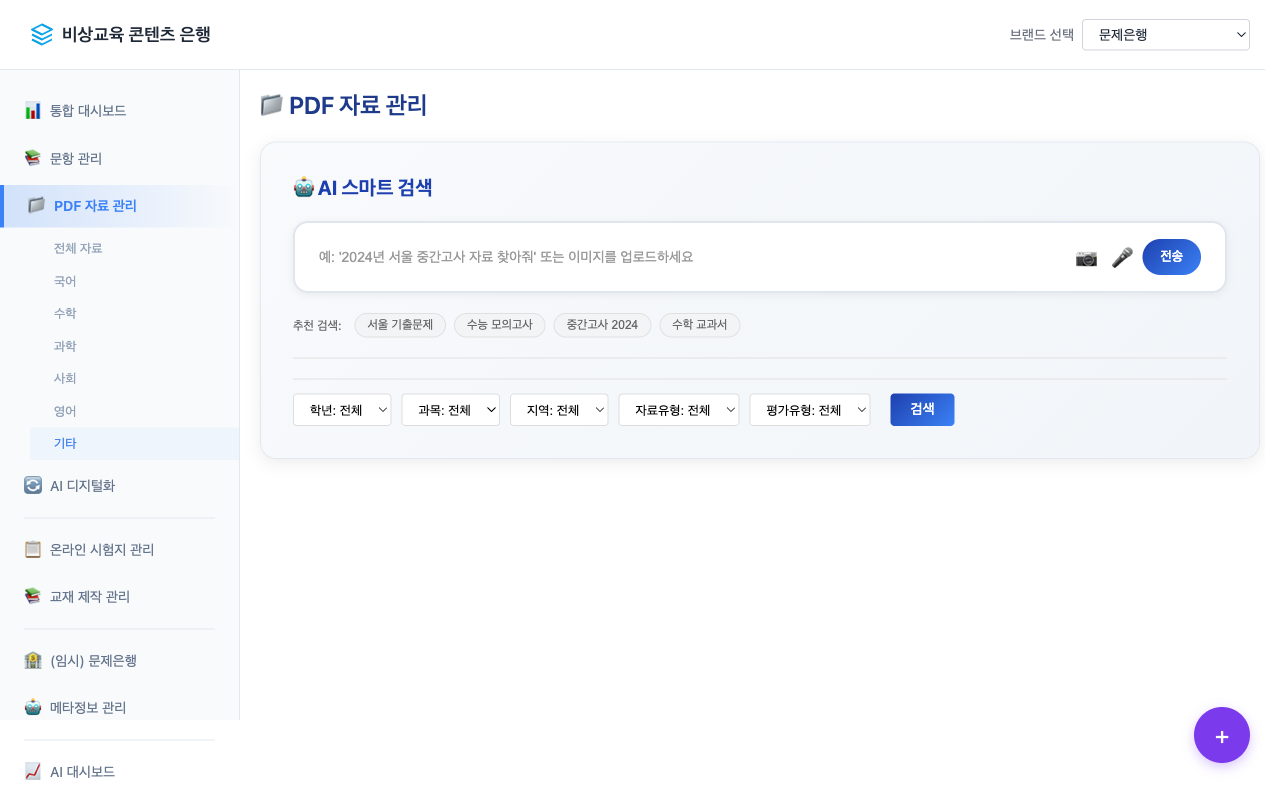 비상교육 콘텐츠 은행
브랜드 선택 문제은행
통합 대시보드
문항 관리
PDF 자료 관리
전체 자료
국어
수학
과학
사회
영어
기타
AI 디지털화
온라인 시험지 관리
교재 제작 관리
(임시) 문제은행
메타정보 관리
AI 대시보드
PDF 자료 관리
AI 스마트 검색
예: '2024년 서울 중간고사 자료 찾아줘' 또는 이미지를 업로드하세요
전송
추천 검색: 서울 기출문제 수능 모의고사 중간고사 2024 수학 교과서
학년: 전체 과목: 전체 지역: 전체 자료유형: 전체 평가유형: 전체 검색
+